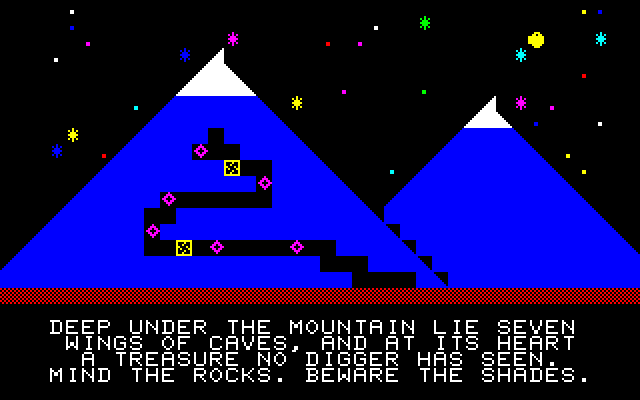 DEEP UNDER THE MOUNTAIN LIE SEVEN
WINGS OF CAVES, AND AT ITS HEART
A TREASURE NO DIGGER HAS SEEN.
MIND THE ROCKS. BEWARE THE SHADES.